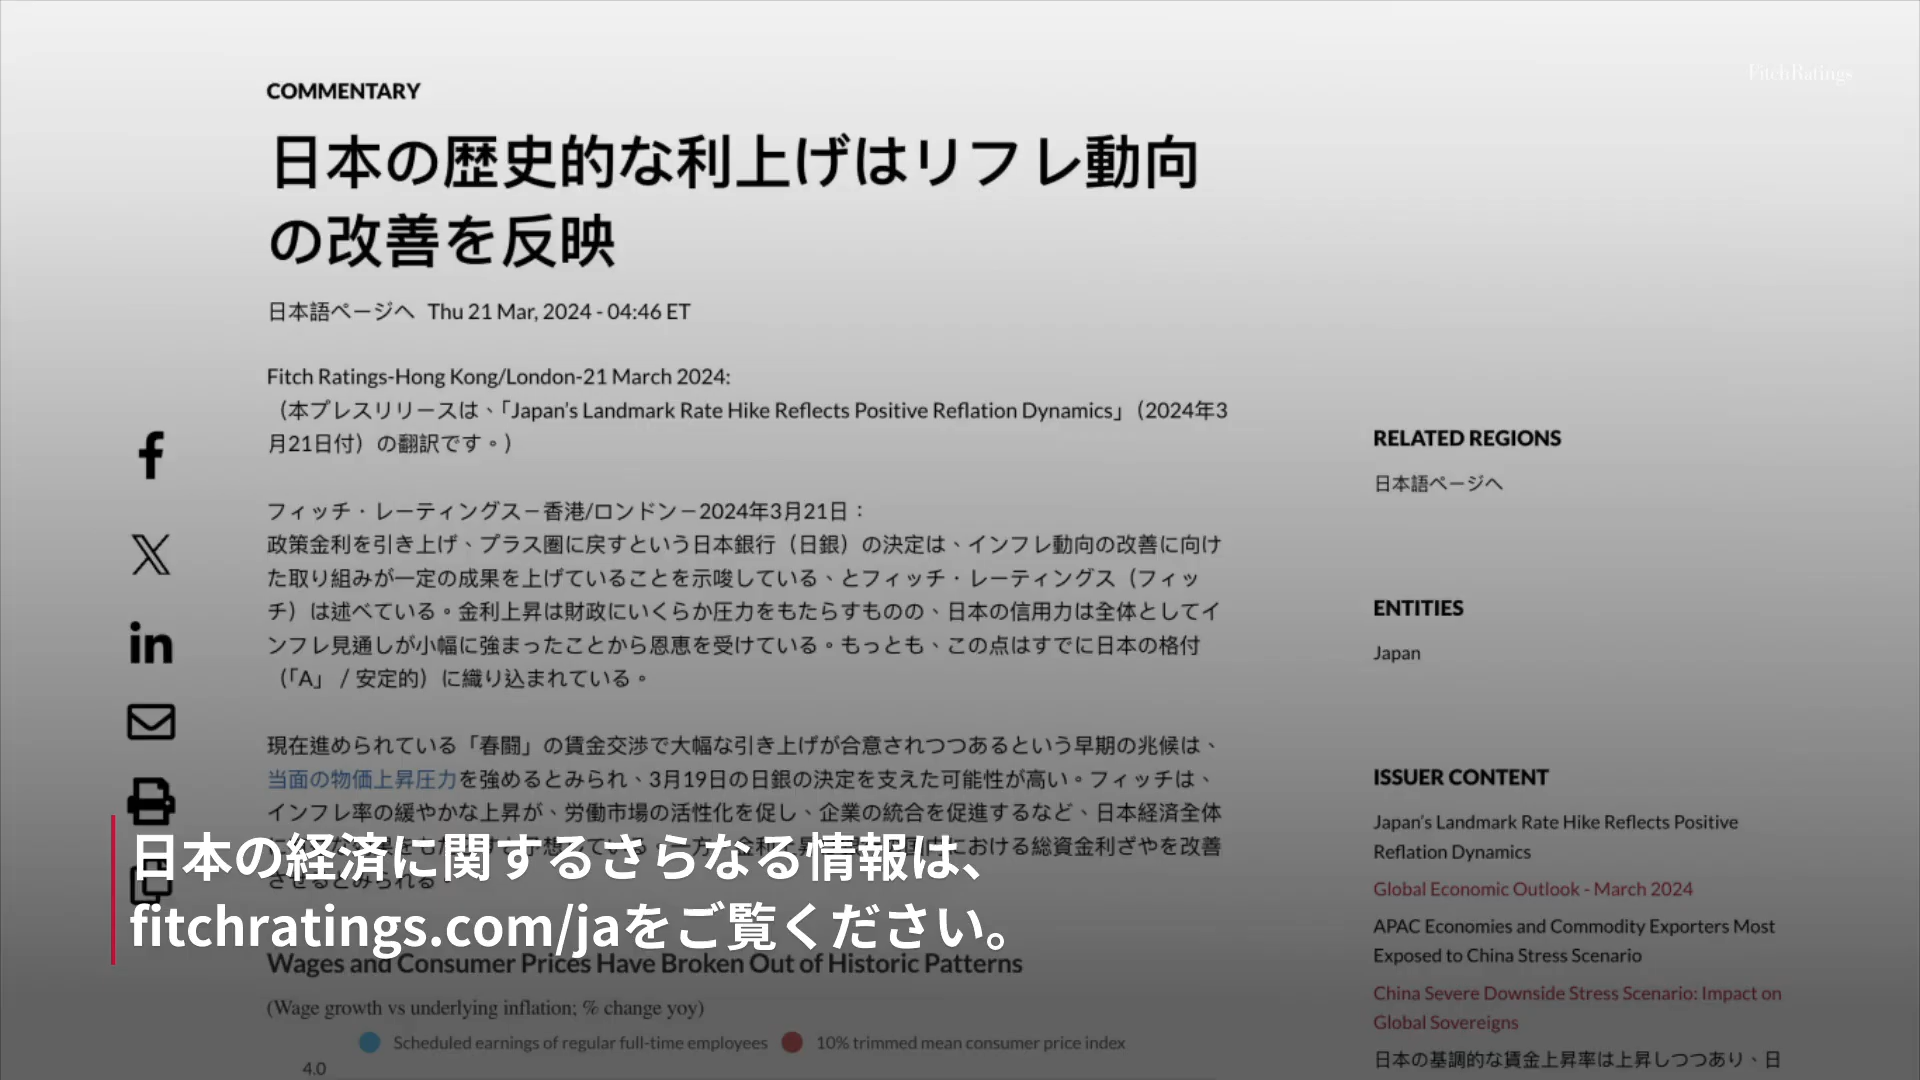 FitchRatings
COMMENTARY
日本の歴史的な利上げはリフレ動向
の改善を反映
日本語ページへ Thu 21 Mar, 2024 - 04:46 ET
Fitch Ratings-Hong Kong/London-21 March 2024:
（本プレスリリースは、「Japan’s Landmark Rate Hike Reflects Positive Reflation Dynamics」（2024年3
月21日付）の翻訳です。）
フィッチ・レーティングス－香港/ロンドン－2024年3月21日：
政策金利を引き上げ、プラス圏に戻すという日本銀行（日銀）の決定は、インフレ動向の改善に向け
た取り組みが一定の成果を上げていることを示唆している、とフィッチ・レーティングス（フィッ
チ）は述べている。金利上昇は財政にいくらか圧力をもたらすものの、日本の信用力は全体としてイ
ンフレ見通しが小幅に強まったことから恩恵を受けている。もっとも、この点はすでに日本の格付
（「A」 / 安定的）に織り込まれている。
現在進められている「春闘」の賃金交渉で大幅な引き上げが合意されつつあるという早期の兆候は、
当面の物価上昇圧力を強めるとみられ、3月19日の日銀の決定を支えた可能性が高い。フィッチは、
インフレ率の緩やかな上昇が、労働市場の活性化を促し、企業の統合を促進するなど、日本経済全体
における総資金利ざやを改善
させるとみられる。
日本の経済に関するさらなる情報は、
fitchratings.com/jaをご覧ください。
Wages and Consumer Prices Have Broken Out of Historic Patterns
(Wage growth vs underlying inflation; % change yoy)
Scheduled earnings of regular full-time employees 10% trimmed mean consumer price index
4.0
RELATED REGIONS
日本語ページへ
ENTITIES
Japan
ISSUER CONTENT
Japan’s Landmark Rate Hike Reflects Positive
Reflation Dynamics
Global Economic Outlook - March 2024
APAC Economies and Commodity Exporters Most
Exposed to China Stress Scenario
China Severe Downside Stress Scenario: Impact on
Global Sovereigns
日本の基調的な賃金上昇率は上昇しつつあり、日